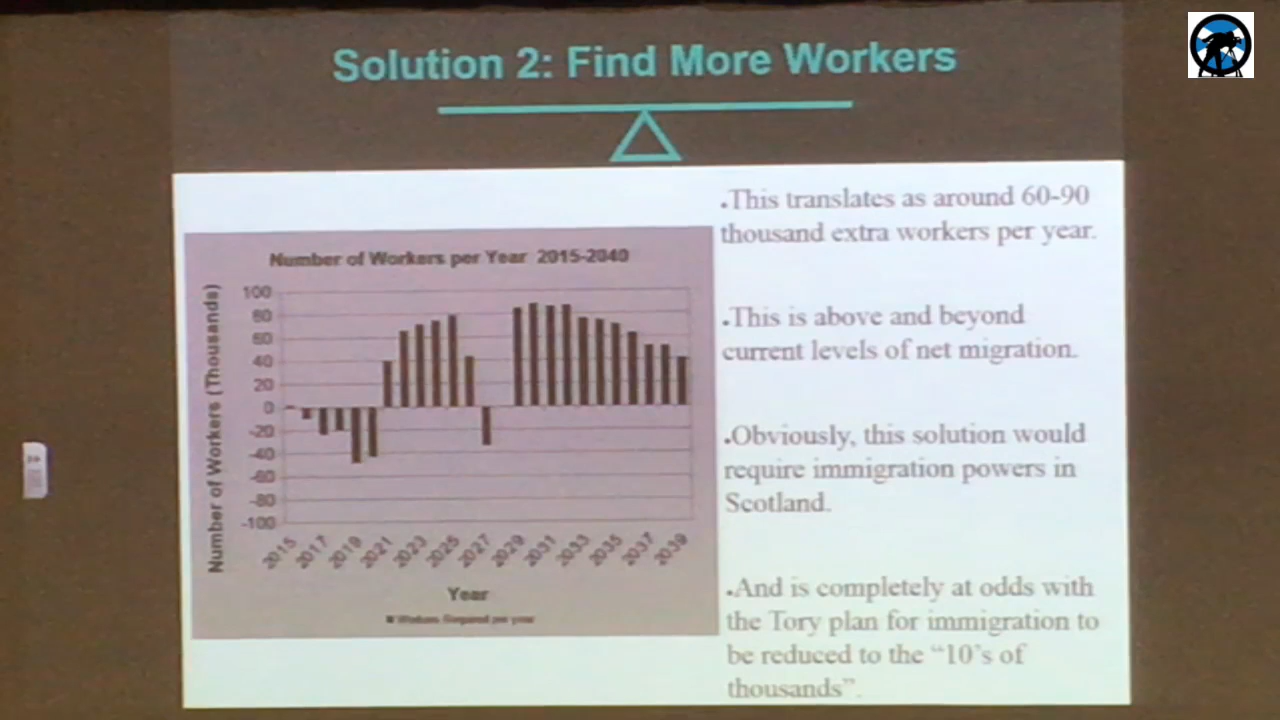 Solution 2: Find More Workers
.This translates as around 60-90
thousand extra workers per year.
.This is above and beyond
current levels of net migration.
.Obviously, this solution would
require immigration powers in
Scotland.
.And is completely at odds with
the Tory plan for immigration to
be reduced to the “10’s of
thousands”.
Number of Workers per Year 2015-2040
Number of Workers (Thousands)
100
80
60
40
20
0
-20
-40
-60
-80
-100
2015
2017
2019
2021
2023
2025
2027
2029
2031
2033
2035
2037
2039
Year
Workers Required per year